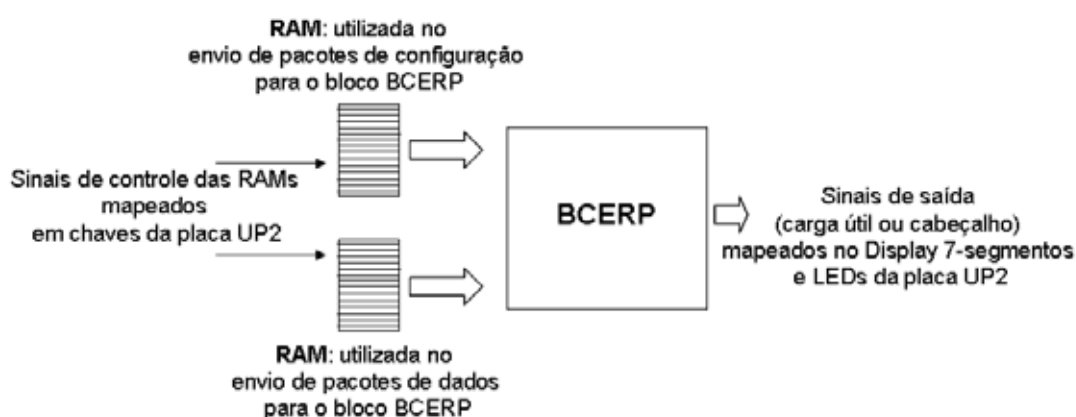 RAM: utilizada no
envio de pacotes de configuração
para o bloco BCERP
Sinais de controle das RAMs
mapeados
em chaves da placa UP2
BCERP
Sinais de saída
(carga útil ou cabeçalho)
mapeados no Display 7-segmentos
e LEDs da placa UP2
RAM: utilizada no
envio de pacotes de dados
para o bloco BCERP